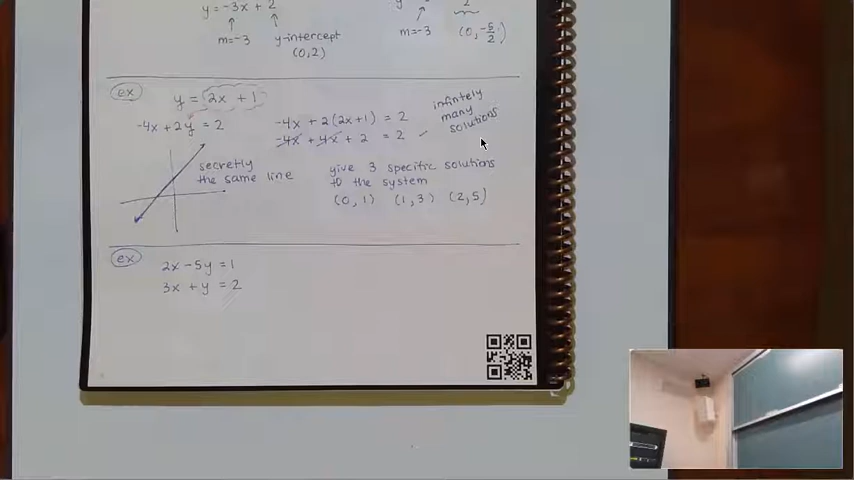 y = -3x + 2
m=-3
y-intercept
(0,2)
y
2
m=-3
(0, -5/2)
ex
y = 2x + 1
-4x + 2y = 2
secretly
the same line
-4x + 2(2x+1) = 2
-4x + 4x + 2 = 2 ✓
infintely
many
solutions
give 3 specific solutions
to the system
(0,1) (1,3) (2,5)
ex
2x - 5y = 1
3x + y = 2